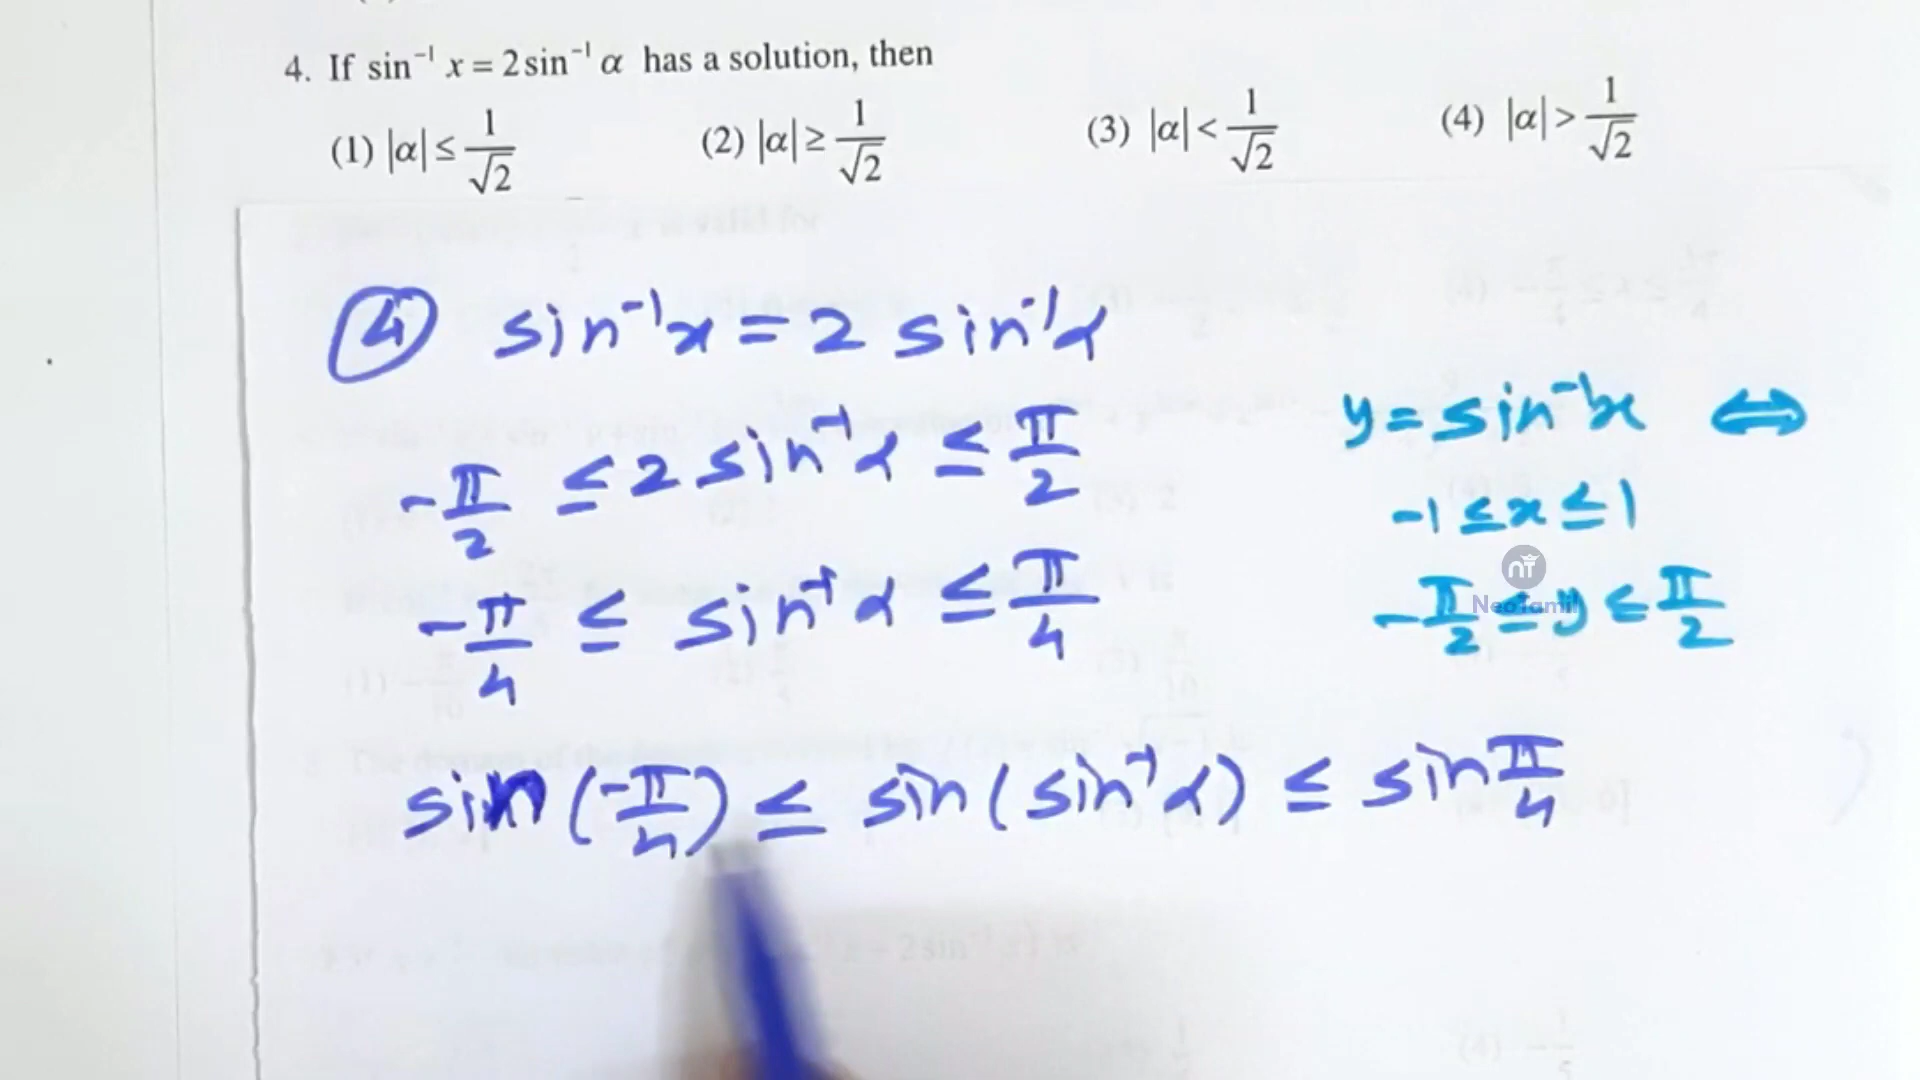 4. If sin⁻¹ x = 2 sin⁻¹ α has a solution, then
(1) |α| ≤ 1/√2 (2) |α| ≥ 1/√2 (3) |α| < 1/√2 (4) |α| > 1/√2
④ sin⁻¹x = 2 sin⁻¹α
-π/2 ≤ 2 sin⁻¹α ≤ π/2
-π/4 ≤ sin⁻¹α ≤ π/4
sin(-π/4) ≤ sin(sin⁻¹α) ≤ sin π/4
y = sin⁻¹x ⇔
-1 ≤ x ≤ 1
-π/2 ≤ y ≤ π/2
NeoTamil